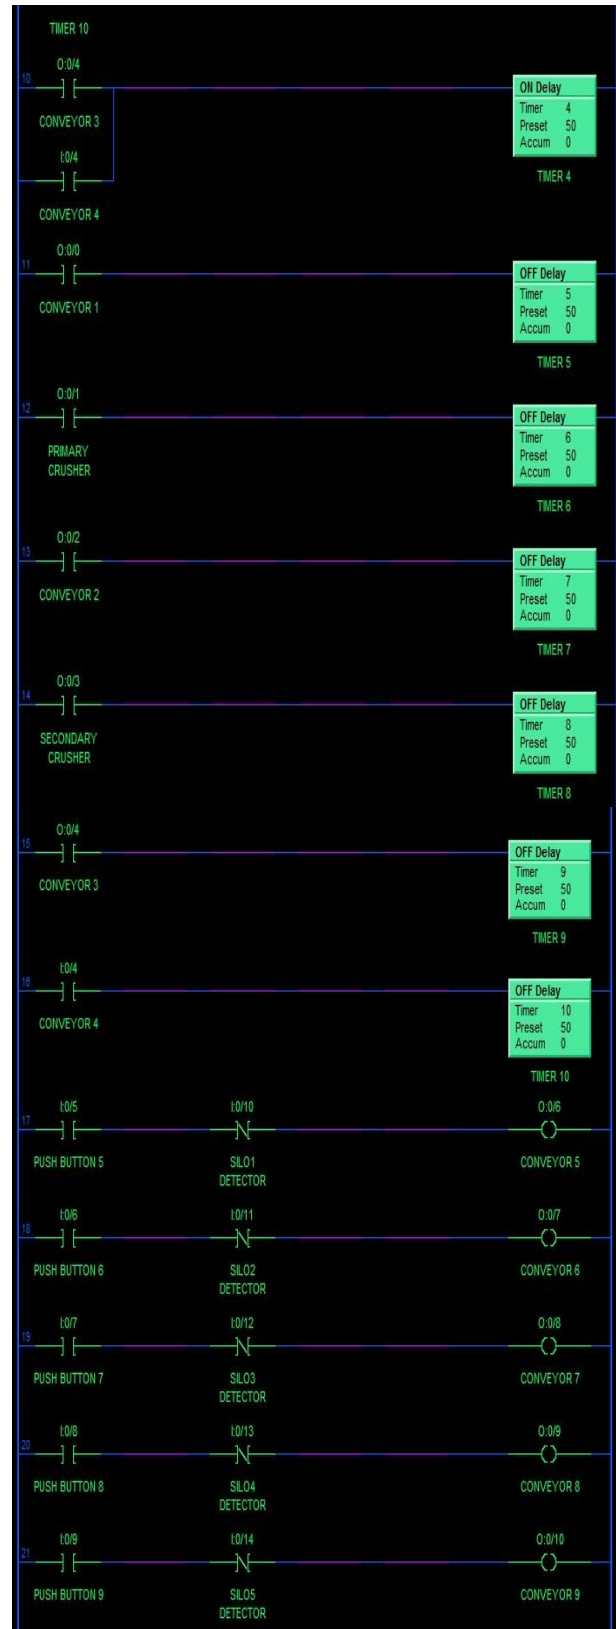 TIMER 10
O:0/4
10
CONVEYOR 3
I:0/4
CONVEYOR 4
ON Delay
Timer 4
Preset 50
Accum 0
TIMER 4
O:0/0
11
CONVEYOR 1
OFF Delay
Timer 5
Preset 50
Accum 0
TIMER 5
O:0/1
12
PRIMARY
CRUSHER
OFF Delay
Timer 6
Preset 50
Accum 0
TIMER 6
O:0/2
13
CONVEYOR 2
OFF Delay
Timer 7
Preset 50
Accum 0
TIMER 7
O:0/3
14
SECONDARY
CRUSHER
OFF Delay
Timer 8
Preset 50
Accum 0
TIMER 8
O:0/4
15
CONVEYOR 3
OFF Delay
Timer 9
Preset 50
Accum 0
TIMER 9
I:0/4
16
CONVEYOR 4
OFF Delay
Timer 10
Preset 50
Accum 0
TIMER 10
I:0/5 I:0/10 O:0/6
17
PUSH BUTTON 5 SILO1 CONVEYOR 5
DETECTOR
I:0/6 I:0/11 O:0/7
18
PUSH BUTTON 6 SILO2 CONVEYOR 6
DETECTOR
I:0/7 I:0/12 O:0/8
19
PUSH BUTTON 7 SILO3 CONVEYOR 7
DETECTOR
I:0/8 I:0/13 O:0/9
20
PUSH BUTTON 8 SILO4 CONVEYOR 8
DETECTOR
I:0/9 I:0/14 O:0/10
21
PUSH BUTTON 9 SILO5 CONVEYOR 9
DETECTOR